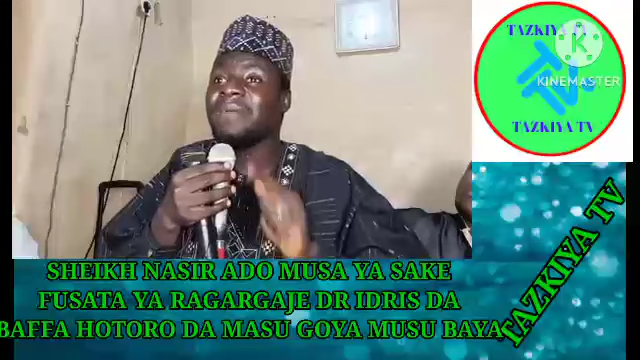 TAZKIYA TV
KINEMASTER
TAZKIYA TV
TAZKIYA TV
SHEIKH NASIR ADO MUSA YA SAKE
FUSATA YA RAGARGAJE DR IDRIS DA
BAFFA HOTORO DA MASU GOYA MUSU BAYA